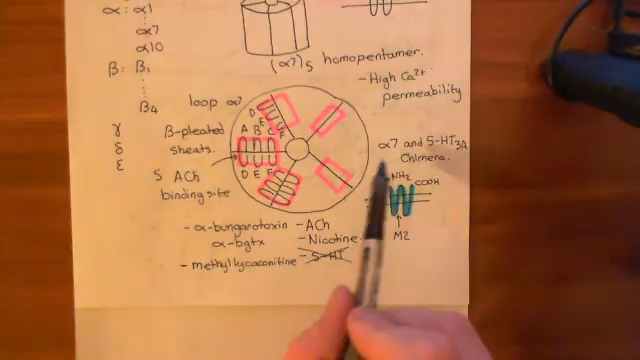 α: α1
α7
α10
β: β1
β4
γ
δ
ε
(α7)5 homopentamer.
- High Ca2+
permeability
loop α7
D
E
F
A B C C
β-pleated
sheats.
D E F
5 ACh
binding site
α7 and 5-HT3A
Chimera.
NH2
COOH
M2
- α-bungarotoxin
α-bgtx
- methyllycaconitine
- ACh
- Nicotine
- 5-HT